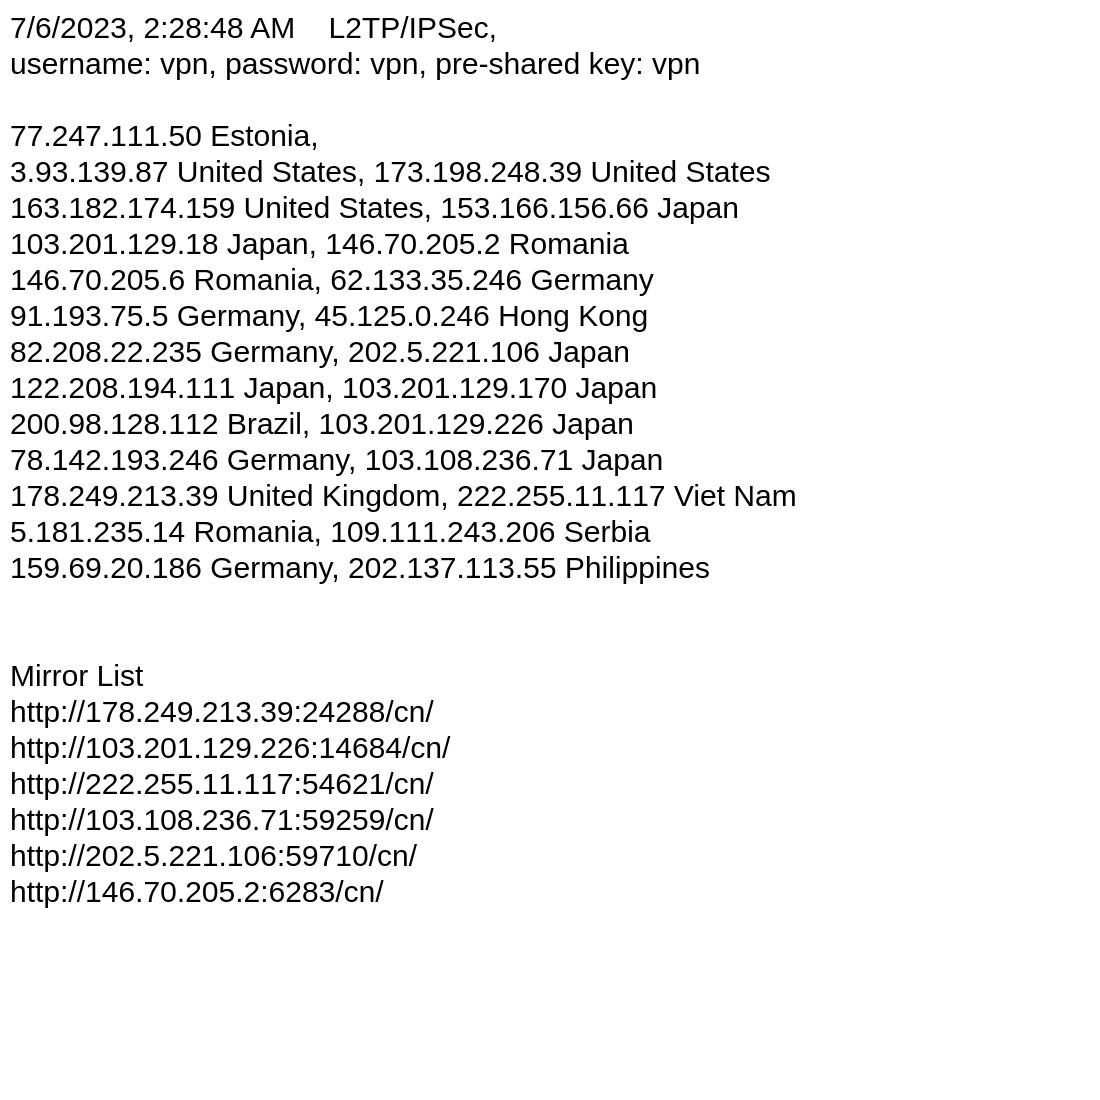 7/6/2023, 2:28:48 AM    L2TP/IPSec,
username: vpn, password: vpn, pre-shared key: vpn
77.247.111.50 Estonia,
3.93.139.87 United States, 173.198.248.39 United States
163.182.174.159 United States, 153.166.156.66 Japan
103.201.129.18 Japan, 146.70.205.2 Romania
146.70.205.6 Romania, 62.133.35.246 Germany
91.193.75.5 Germany, 45.125.0.246 Hong Kong
82.208.22.235 Germany, 202.5.221.106 Japan
122.208.194.111 Japan, 103.201.129.170 Japan
200.98.128.112 Brazil, 103.201.129.226 Japan
78.142.193.246 Germany, 103.108.236.71 Japan
178.249.213.39 United Kingdom, 222.255.11.117 Viet Nam
5.181.235.14 Romania, 109.111.243.206 Serbia
159.69.20.186 Germany, 202.137.113.55 Philippines
Mirror List
http://178.249.213.39:24288/cn/
http://103.201.129.226:14684/cn/
http://222.255.11.117:54621/cn/
http://103.108.236.71:59259/cn/
http://202.5.221.106:59710/cn/
http://146.70.205.2:6283/cn/